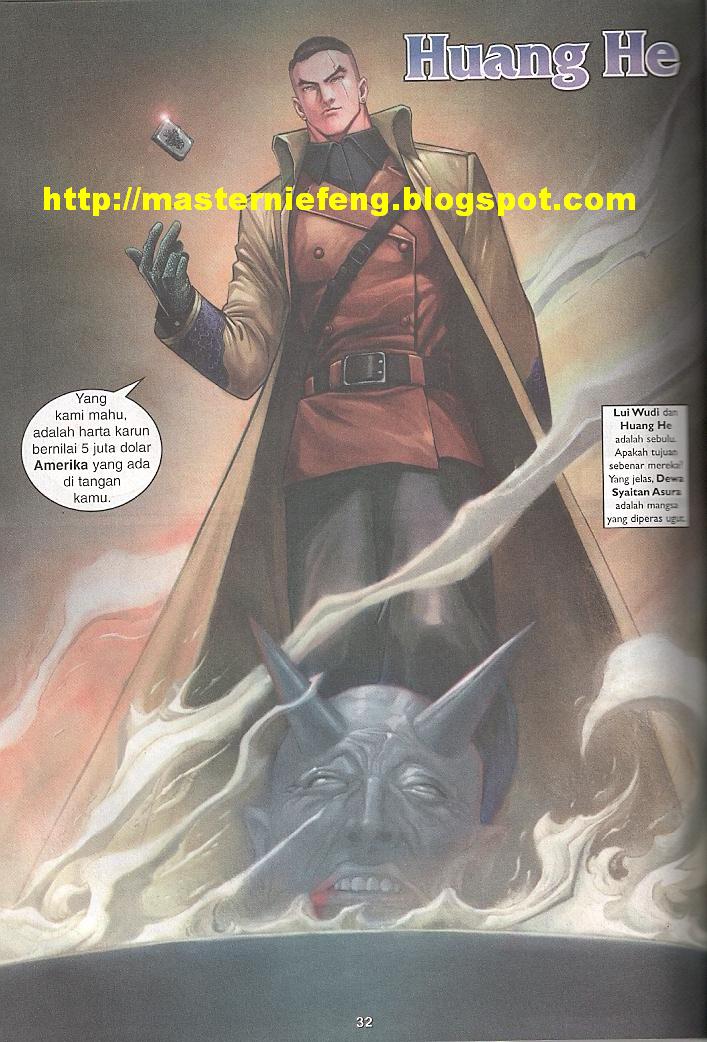 Huang He
http://masterniefeng.blogspot.com
Yang
kami mahu,
adalah harta karun
bernilai 5 juta dolar
Amerika yang ada
di tangan
kamu.
Lui Wudi dan
Huang He
adalah sebulu.
Apakah tujuan
sebenar mereka?
Yang jelas, Dewa
Syaitan Asura
adalah mangsa
yang diperas ugut.
32